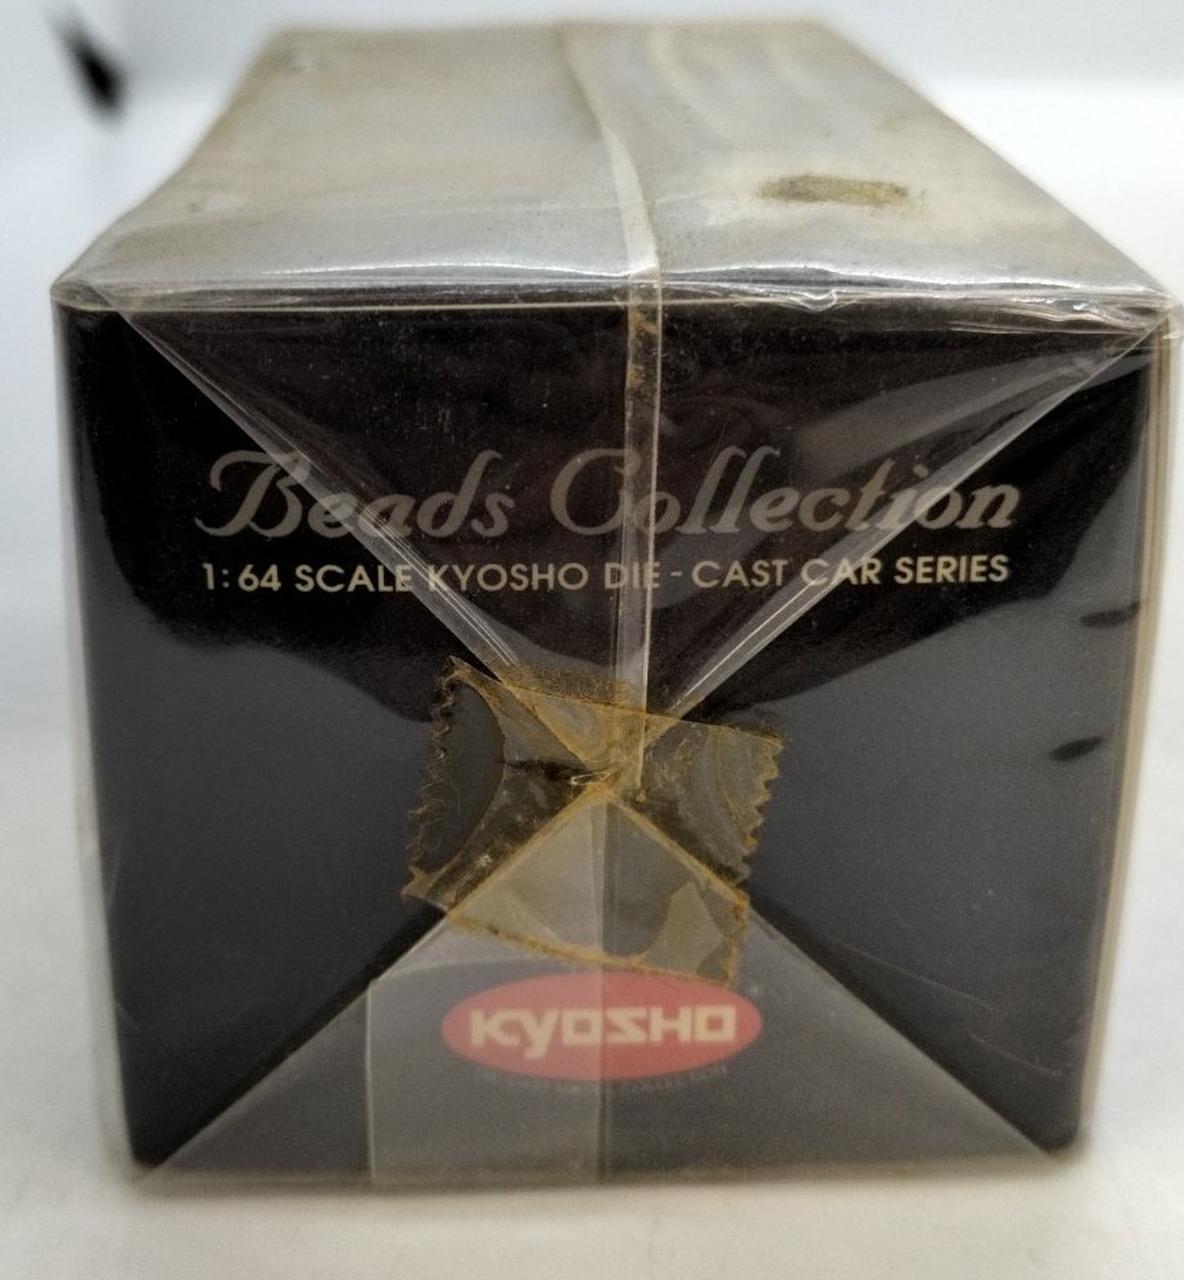 Beads Collection
1:64 SCALE KYOSHO DIE-CAST CAR SERIES
KYOSHO